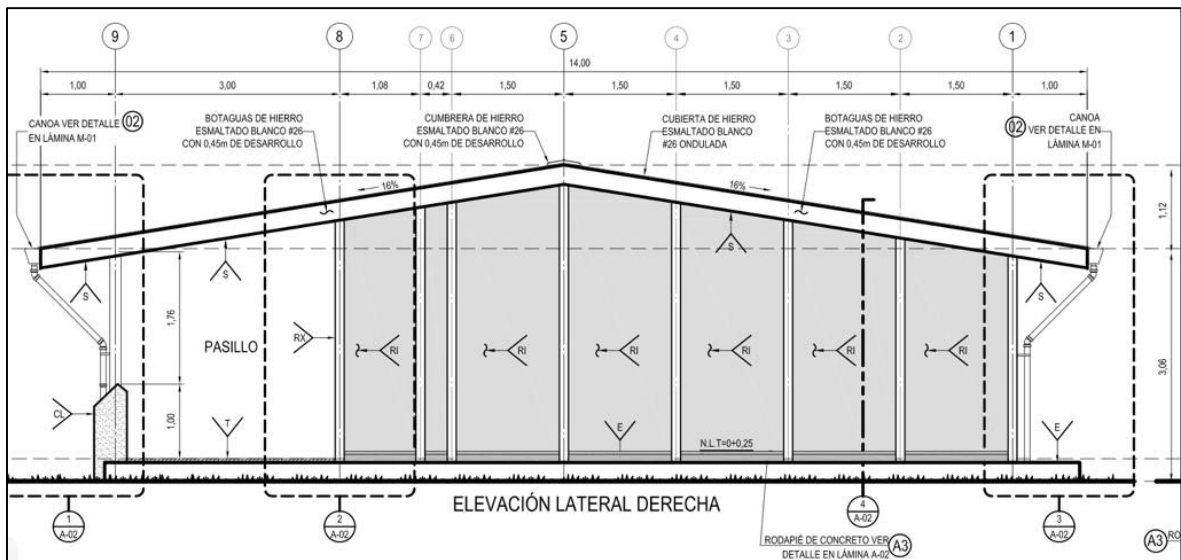 9
8
7
6
5
4
3
2
1
14,00
1,00
3,00
1,08
0,42
1,50
1,50
1,50
1,50
1,50
1,00
CANOA VER DETALLE 02
EN LÁMINA M-01
BOTAGUAS DE HIERRO
ESMALTADO BLANCO #26
CON 0,45m DE DESARROLLO
CUMBRERA DE HIERRO
ESMALTADO BLANCO #26
CON 0,45m DE DESARROLLO
CUBIERTA DE HIERRO
ESMALTADO BLANCO
#26 ONDULADA
BOTAGUAS DE HIERRO
ESMALTADO BLANCO #26
CON 0,45m DE DESARROLLO
CANOA
02 VER DETALLE EN
LÁMINA M-01
16%
16%
1,12
S
S
S
S
1,76
PASILLO
RX
RI
RI
RI
RI
RI
RI
3,06
CL
1,00
T
E
N.L.T=0+0,25
E
ELEVACIÓN LATERAL DERECHA
1
A-02
2
A-02
4
A-02
3
A-02
RODAPIÉ DE CONCRETO VER
DETALLE EN LÁMINA A-02 A3
A3 RO